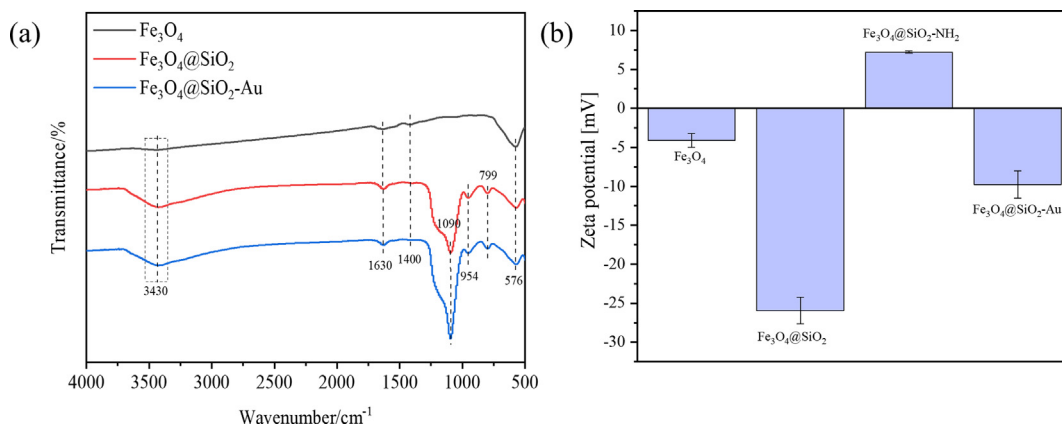 (a)
Fe₃O₄
Fe₃O₄@SiO₂
Fe₃O₄@SiO₂-Au
Transmittance/%
3430
1630
1400
1090
954
799
576
4000
3500
3000
2500
2000
1500
1000
500
Wavenumber/cm⁻¹
(b)
Zeta potential [mV]
10
5
0
-5
-10
-15
-20
-25
-30
Fe₃O₄
Fe₃O₄@SiO₂
Fe₃O₄@SiO₂-NH₂
Fe₃O₄@SiO₂-Au